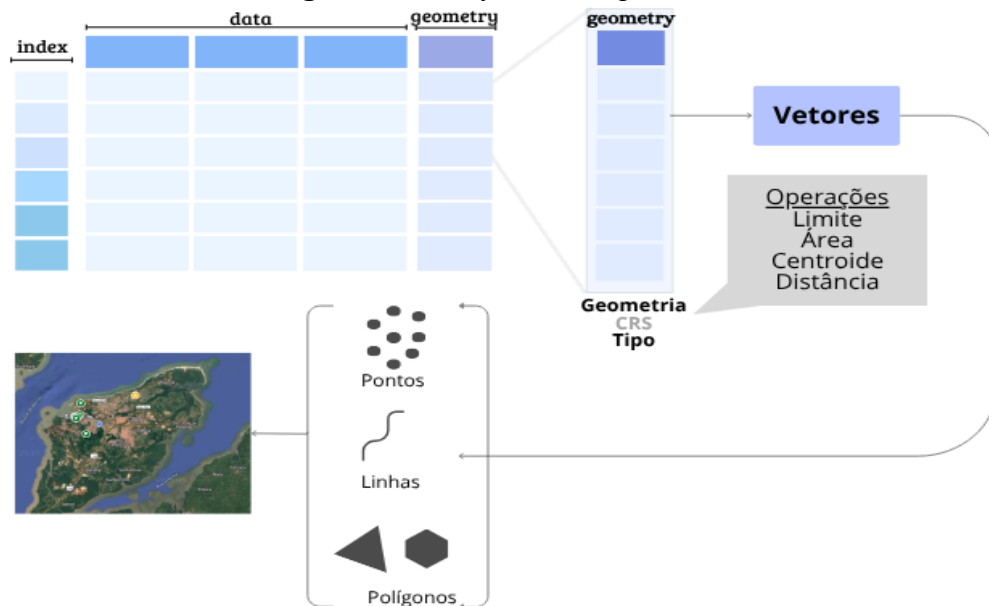 index
data
geometry
geometry
Vetores
Operações
Limite
Área
Centroide
Distância
Geometria
CRS
Tipo
Pontos
Linhas
Polígonos